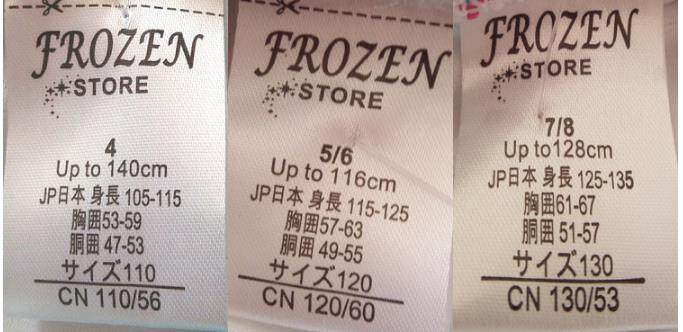 FROZEN
STORE
4
Up to 140cm
JP日本 身長 105-115
胸囲53-59
胴囲 47-53
サイズ110
CN 110/56
FROZEN
STORE
5/6
Up to 116cm
JP日本 身長 115-125
胸囲57-63
胴囲 49-55
サイズ120
CN 120/60
FROZEN
STORE
7/8
Up to128cm
JP日本 身長 125-135
胸囲61-67
胴囲 51-57
サイズ130
CN 130/53